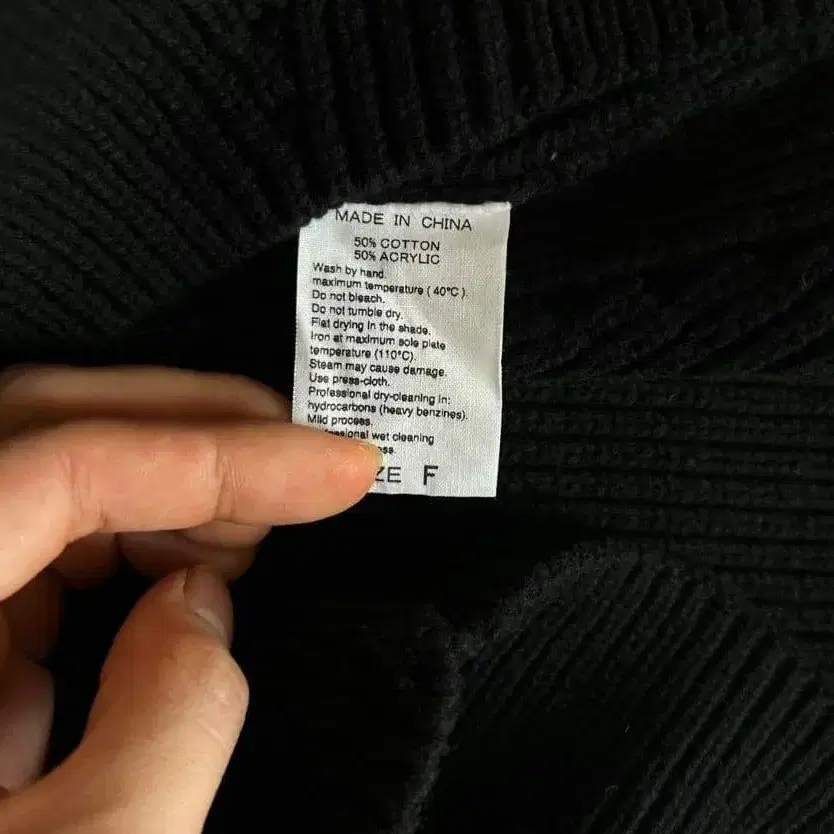 MADE IN CHINA
50% COTTON
50% ACRYLIC
Wash by hand.
maximum temperature (40°C).
Do not bleach.
Do not tumble dry.
Flat drying in the shade.
Iron at maximum sole plate
temperature (110°C).
Steam may cause damage.
Use press-cloth.
Professional dry-cleaning in:
hydrocarbons (heavy benzines).
Mild process.
wet cleaning
F